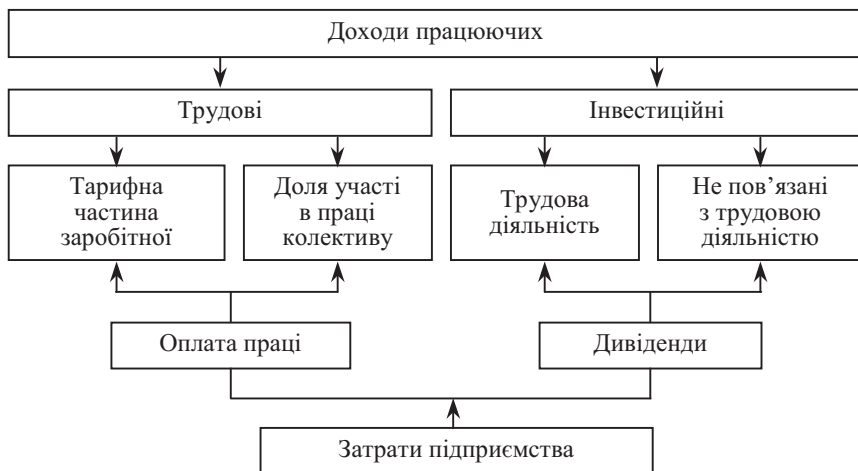 Доходи працюючих
Трудові
Інвестиційні
Тарифна
частина
заробітної
Доля участі
в праці
колективу
Трудова
діяльність
Не пов’язані
з трудовою
діяльністю
Оплата праці
Дивіденди
Затрати підприємства